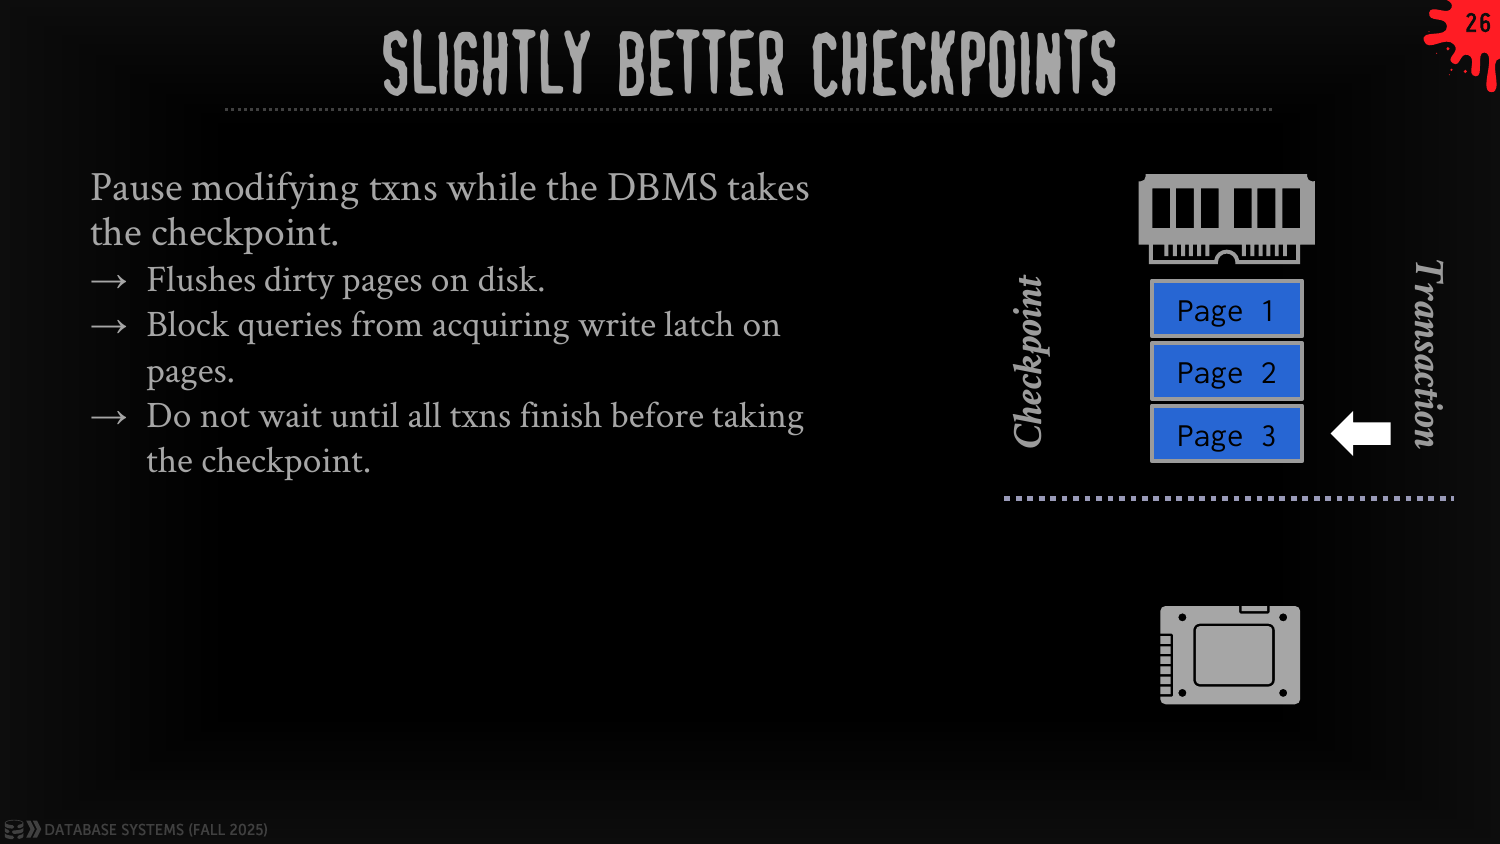 26
SLIGHTLY BETTER CHECKPOINTS
Pause modifying txns while the DBMS takes
the checkpoint.
→ Flushes dirty pages on disk.
→ Block queries from acquiring write latch on
pages.
→ Do not wait until all txns finish before taking
the checkpoint.
Checkpoint
Page 1
Page 2
Page 3
Transaction
DATABASE SYSTEMS (FALL 2025)